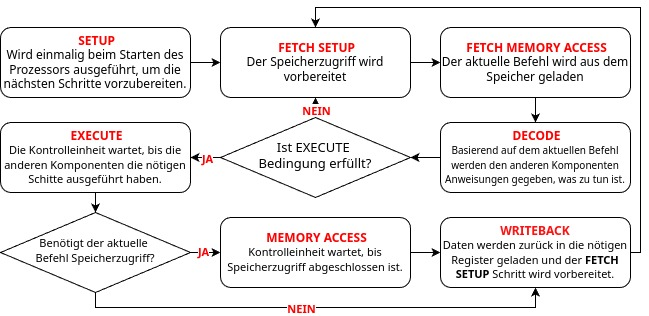 SETUP
Wird einmalig beim Starten des
Prozessors ausgeführt, um die
nächsten Schritte vorzubereiten.
FETCH SETUP
Der Speicherzugriff wird
vorbereitet
FETCH MEMORY ACCESS
Der aktuelle Befehl wird aus dem
Speicher geladen
NEIN
EXECUTE
Die Kontrolleinheit wartet, bis die
anderen Komponenten die nötigen
Schitte ausgeführt haben.
JA
Ist EXECUTE
Bedingung erfüllt?
DECODE
Basierend auf dem aktuellen Befehl
werden den anderen Komponenten
Anweisungen gegeben, was zu tun ist.
Benötigt der aktuelle
Befehl Speicherzugriff?
JA
MEMORY ACCESS
Kontrolleinheit wartet, bis
Speicherzugriff abgeschlossen ist.
WRITEBACK
Daten werden zurück in die nötigen
Register geladen und der FETCH
SETUP Schritt wird vorbereitet.
NEIN